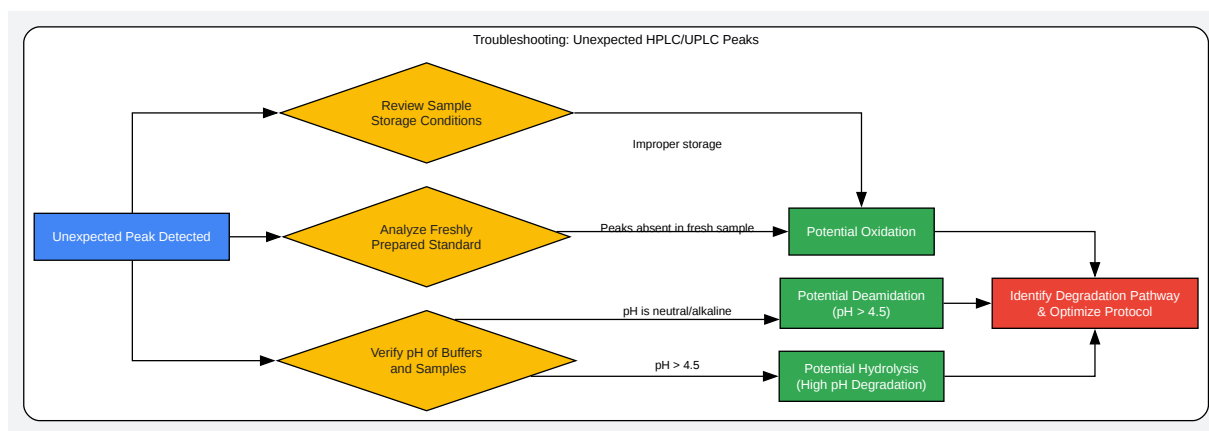 Troubleshooting: Unexpected HPLC/UPLC Peaks
Review Sample
Storage Conditions
Improper storage
Unexpected Peak Detected
Analyze Freshly
Prepared Standard
Peaks absent in fresh sample
Potential Oxidation
pH is neutral/alkaline
Potential Deamidation
(pH > 4.5)
Identify Degradation Pathway
& Optimize Protocol
Verify pH of Buffers
and Samples
pH > 4.5
Potential Hydrolysis
(High pH Degradation)